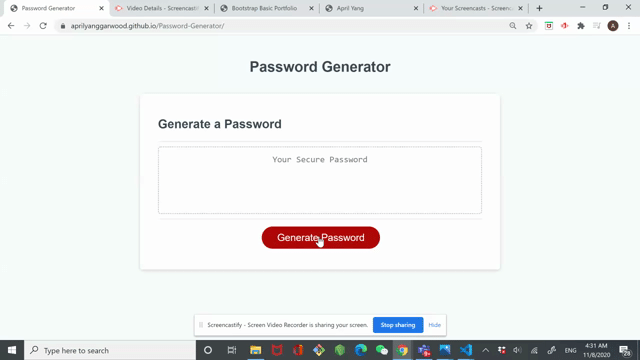 Password Generator
Video Details - Screencastif
Bootstrap Basic Portfolio
April Yang
Your Screencasts - Screenca
aprilyanggarwood.github.io/Password-Generator/
A
Password Generator
Generate a Password
Your Secure Password
Generate Password
Screencastify - Screen Video Recorder is sharing your screen.
Stop sharing
Hide
Type here to search
ENG
4:31 AM
11/8/2020